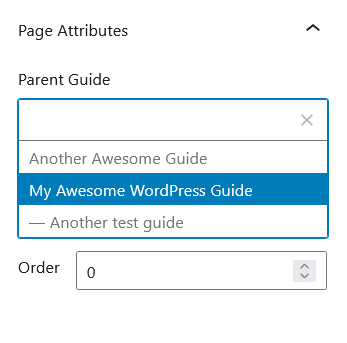 Page Attributes
Parent Guide
Another Awesome Guide
My Awesome WordPress Guide
— Another test guide
Order
0